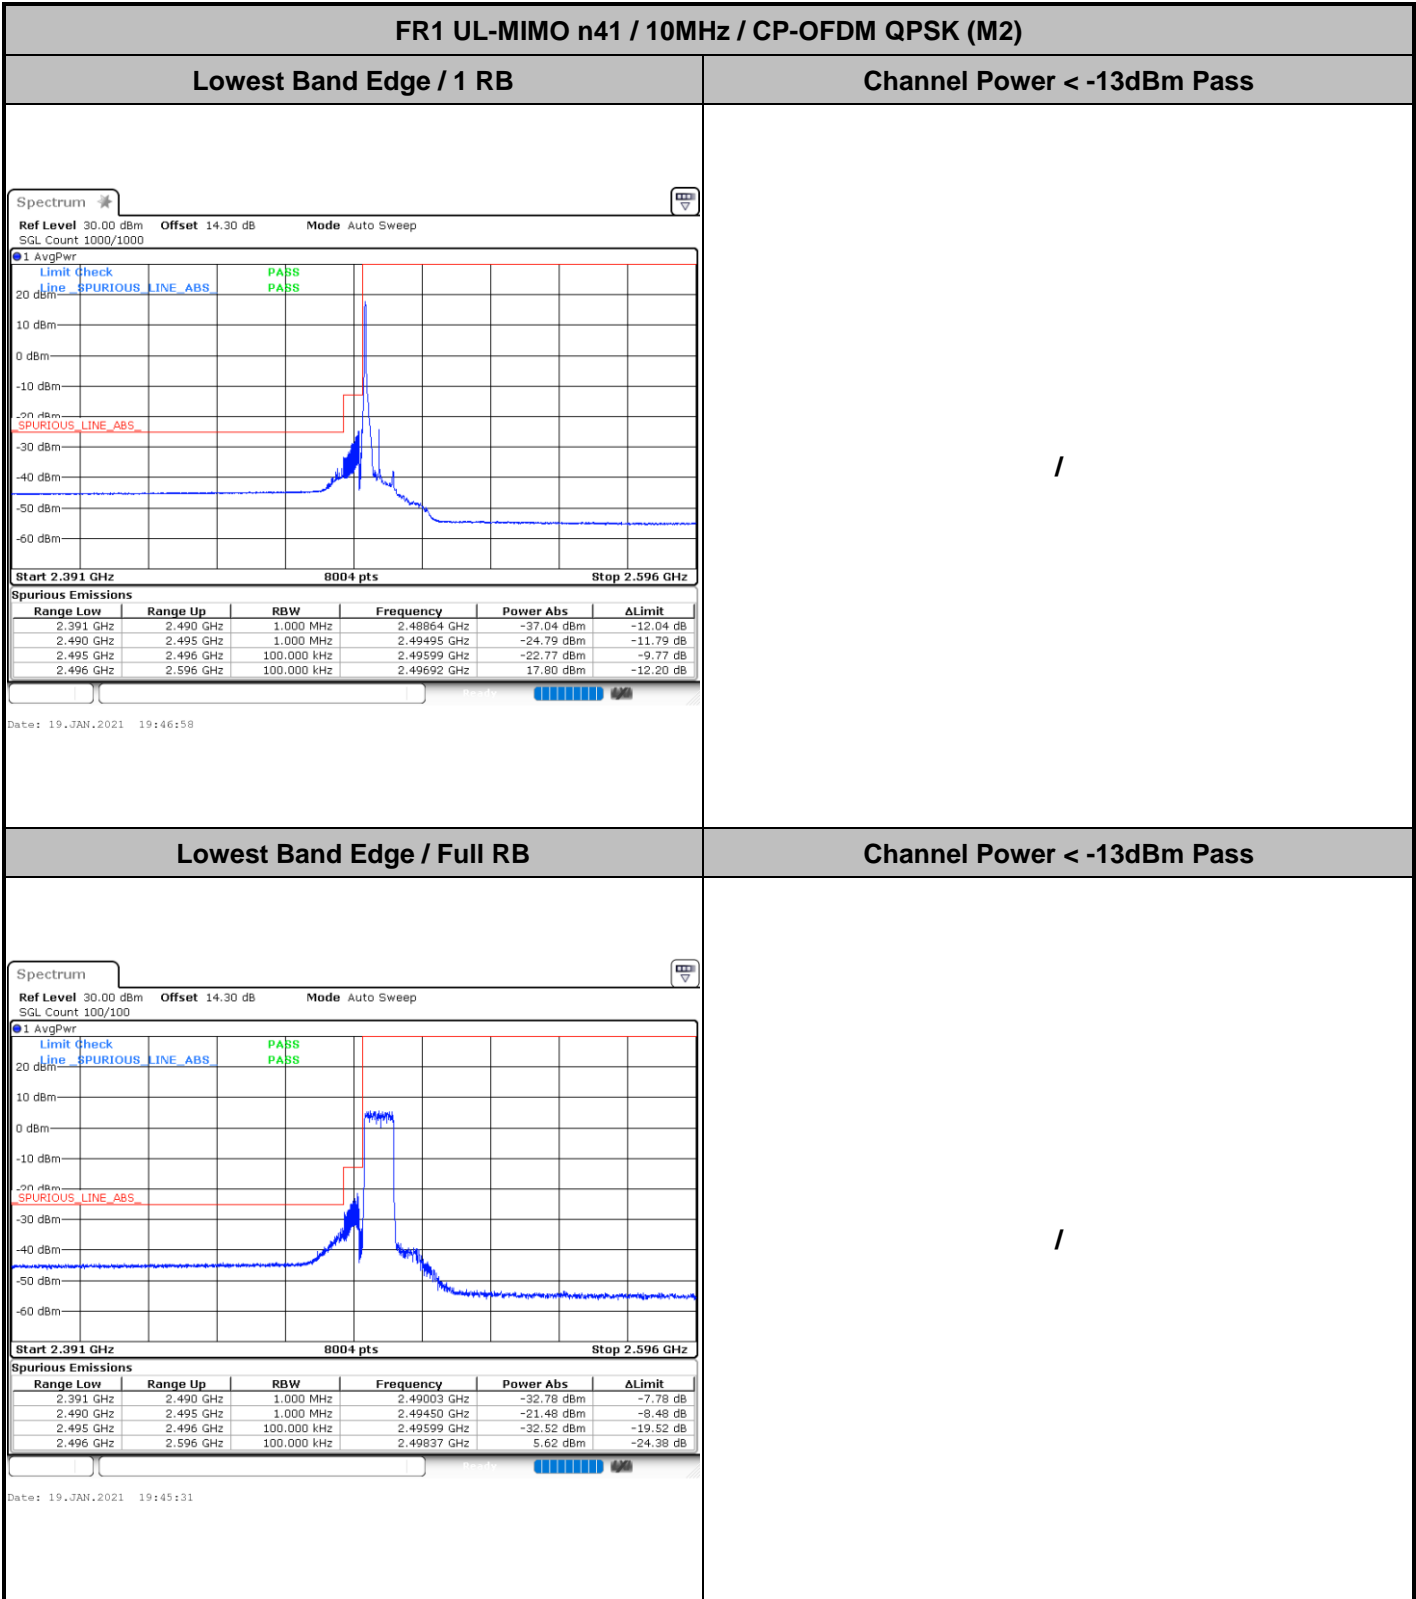 FR1 UL-MIMO n41 / 10MHz / CP-OFDM QPSK (M2)
Lowest Band Edge / 1 RB
Channel Power < -13dBm Pass
Spectrum
Ref Level 30.00 dBm Offset 14.30 dB Mode Auto Sweep
SGL Count 1000/1000
1 AvgPwr
Limit Check PASS
Line _SPURIOUS_LINE_ABS_ PASS
20 dBm
10 dBm
0 dBm
-10 dBm
-20 dBm
_SPURIOUS_LINE_ABS_
-30 dBm
-40 dBm
-50 dBm
-60 dBm
Start 2.391 GHz 8004 pts Stop 2.596 GHz
Spurious Emissions
Range Low Range Up RBW Frequency Power Abs ΔLimit
2.391 GHz 2.490 GHz 1.000 MHz 2.48864 GHz -37.04 dBm -12.04 dB
2.490 GHz 2.495 GHz 1.000 MHz 2.49495 GHz -24.79 dBm -11.79 dB
2.495 GHz 2.496 GHz 100.000 kHz 2.49599 GHz -22.77 dBm -9.77 dB
2.496 GHz 2.596 GHz 100.000 kHz 2.49692 GHz 17.80 dBm -12.20 dB
Ready
Date: 19.JAN.2021 19:46:58
/
Lowest Band Edge / Full RB
Channel Power < -13dBm Pass
Spectrum
Ref Level 30.00 dBm Offset 14.30 dB Mode Auto Sweep
SGL Count 100/100
1 AvgPwr
Limit Check PASS
Line _SPURIOUS_LINE_ABS_ PASS
20 dBm
10 dBm
0 dBm
-10 dBm
-20 dBm
_SPURIOUS_LINE_ABS_
-30 dBm
-40 dBm
-50 dBm
-60 dBm
Start 2.391 GHz 8004 pts Stop 2.596 GHz
Spurious Emissions
Range Low Range Up RBW Frequency Power Abs ΔLimit
2.391 GHz 2.490 GHz 1.000 MHz 2.49003 GHz -32.78 dBm -7.78 dB
2.490 GHz 2.495 GHz 1.000 MHz 2.49450 GHz -21.48 dBm -8.48 dB
2.495 GHz 2.496 GHz 100.000 kHz 2.49599 GHz -32.52 dBm -19.52 dB
2.496 GHz 2.596 GHz 100.000 kHz 2.49837 GHz 5.62 dBm -24.38 dB
Ready
Date: 19.JAN.2021 19:45:31
/